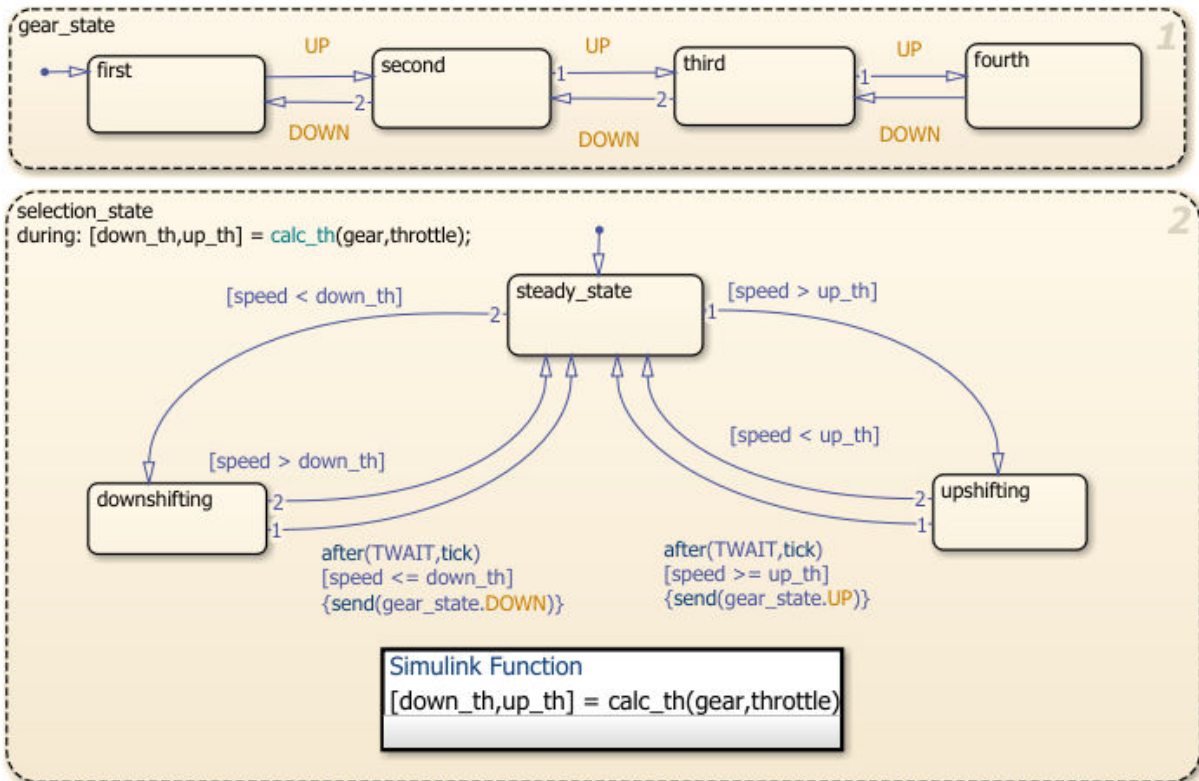 gear_state
1
UP
UP
UP
first
second
third
fourth
1
1
2
2
DOWN
DOWN
DOWN
selection_state
2
during: [down_th,up_th] = calc_th(gear,throttle);
[speed < down_th]
steady_state
[speed > up_th]
2
1
[speed > down_th]
[speed < up_th]
downshifting
upshifting
2
2
1
1
after(TWAIT,tick)
[speed <= down_th]
{send(gear_state.DOWN)}
after(TWAIT,tick)
[speed >= up_th]
{send(gear_state.UP)}
Simulink Function
[down_th,up_th] = calc_th(gear,throttle)